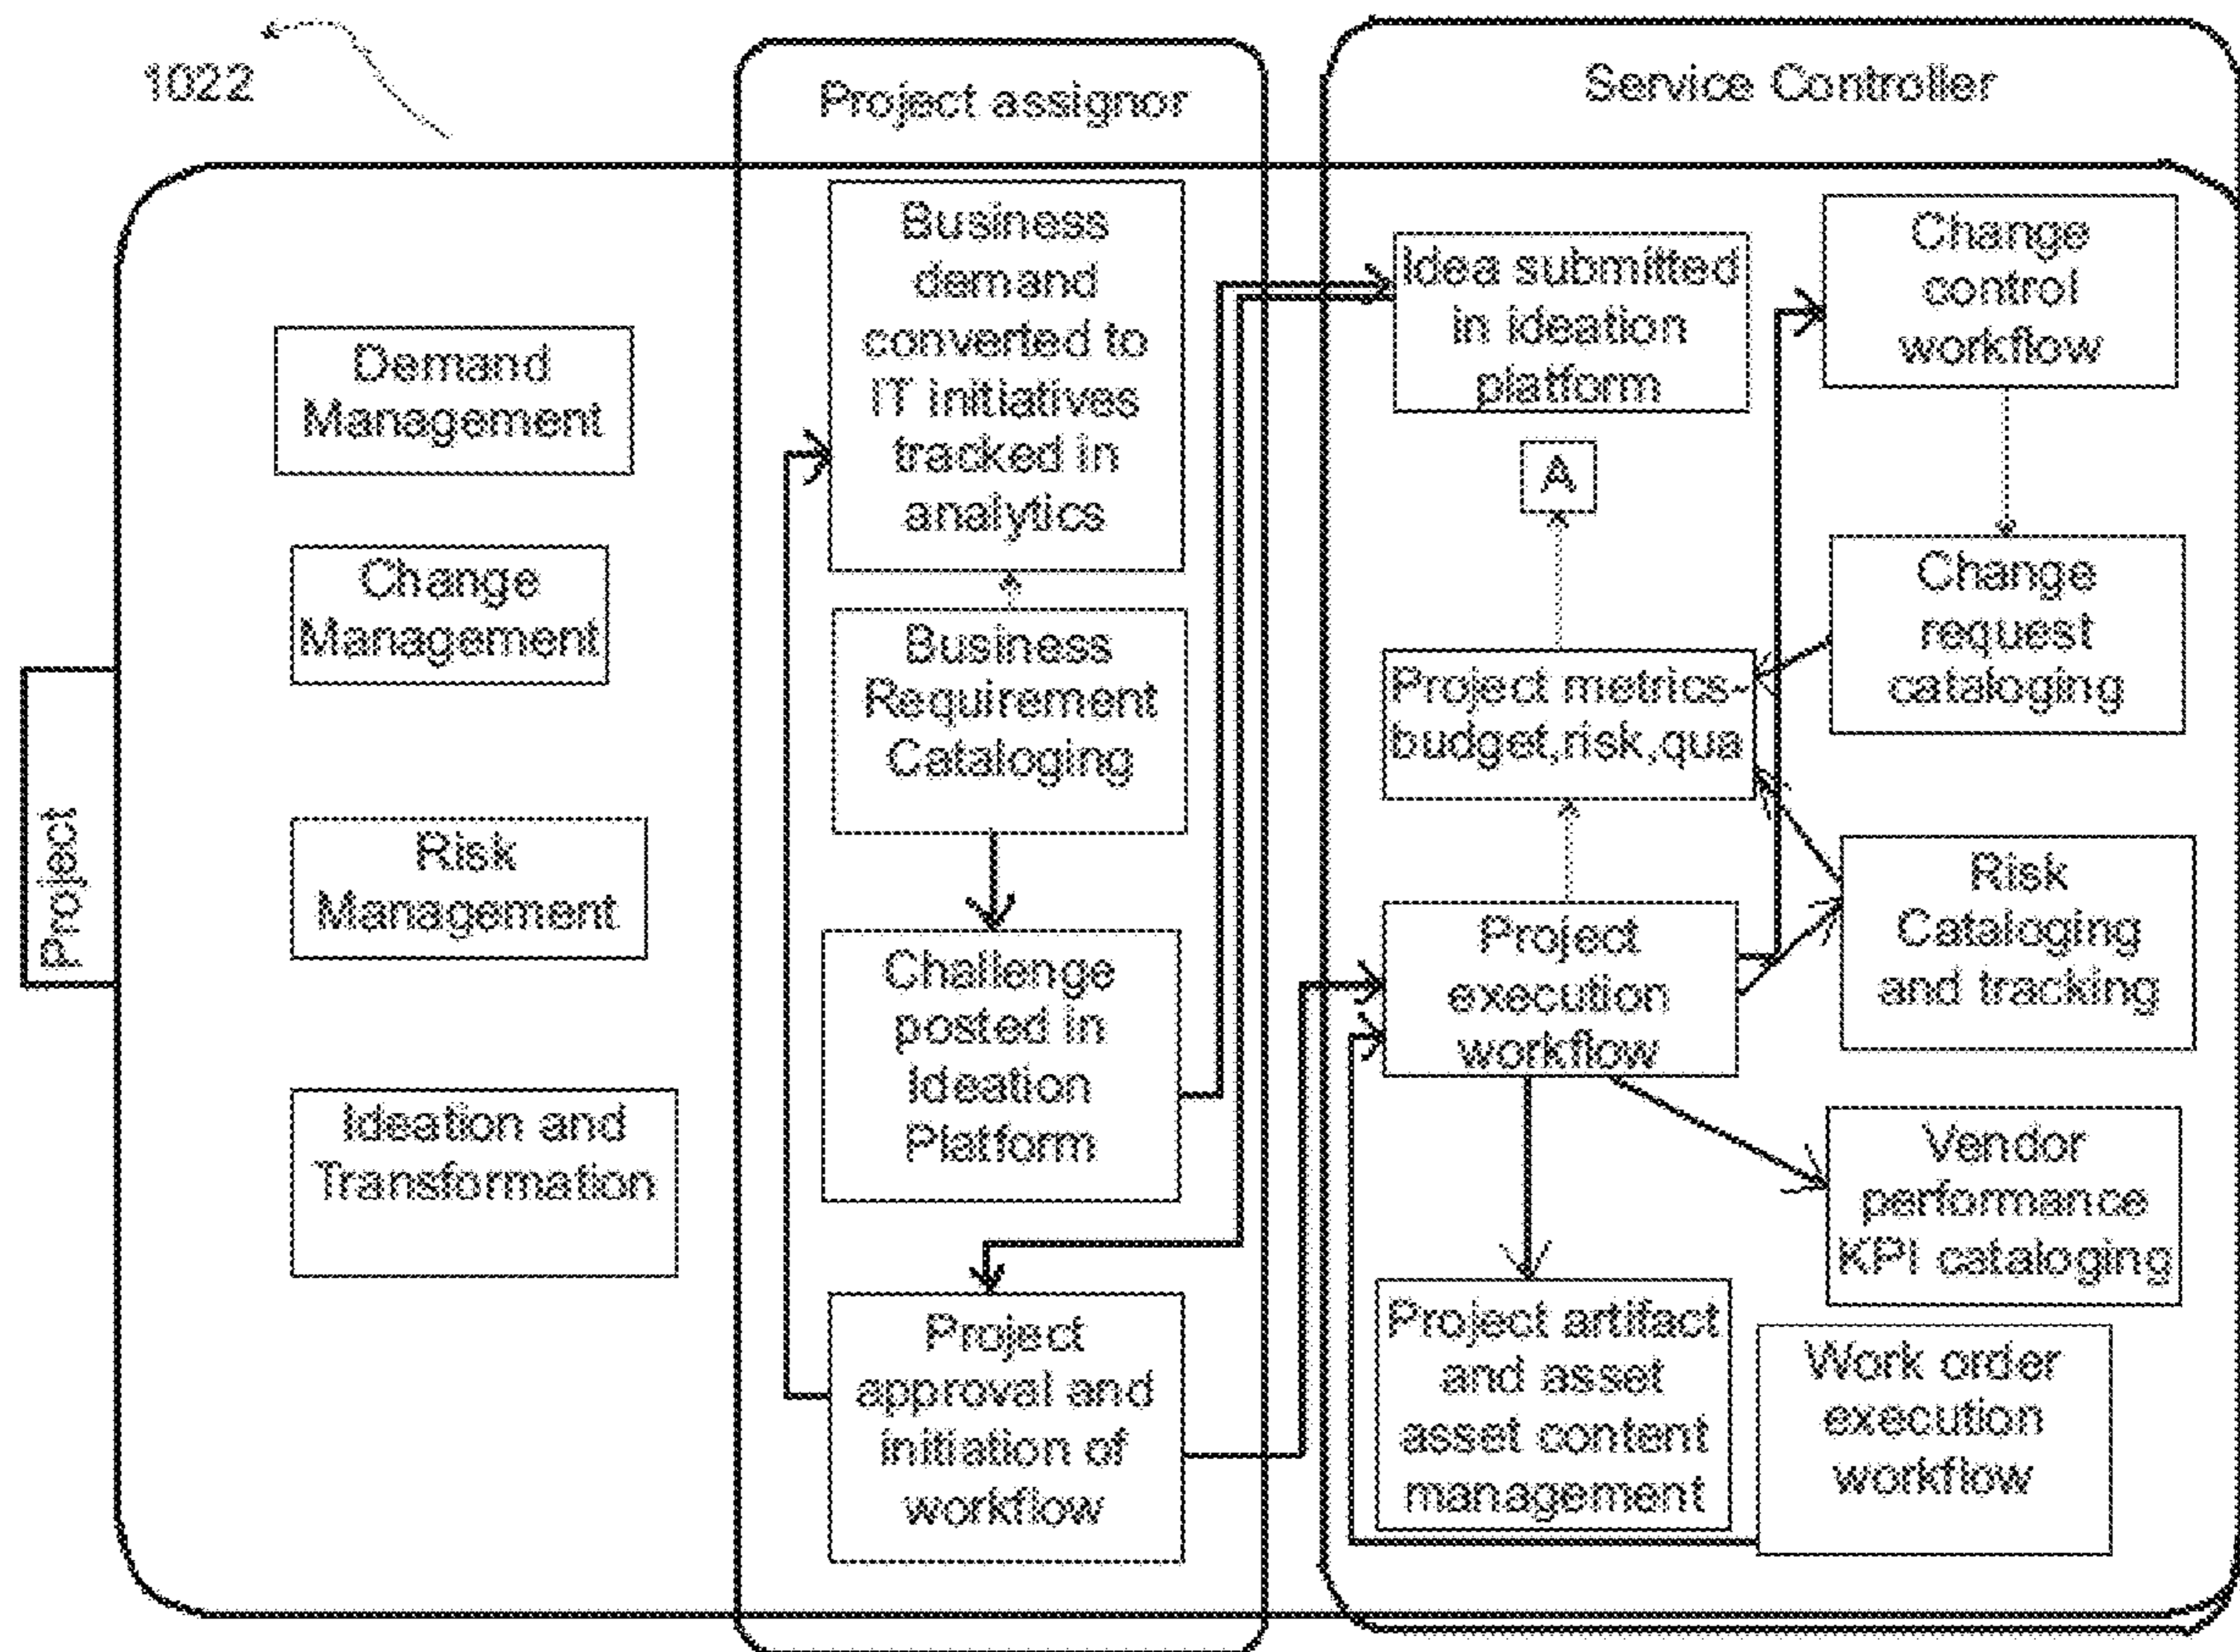 1022
Project assignor
Service Controller
Project
Demand
Management
Change
Management
Risk
Management
Ideation and
Transformation
Business
demand
converted to
IT initiatives
tracked in
analytics
Business
Requirement
Cataloging
Challenge
posted in
Ideation
Platform
Project
approval and
initiation of
workflow
Idea submitted
in ideation
platform
A
Project metrics-
budget,risk,qua
Project
execution
workflow
Project artifact
and asset
asset content
management
Change
control
workflow
Change
request
cataloging
Risk
Cataloging
and tracking
Vendor
performance
KPI cataloging
Work order
execution
workflow